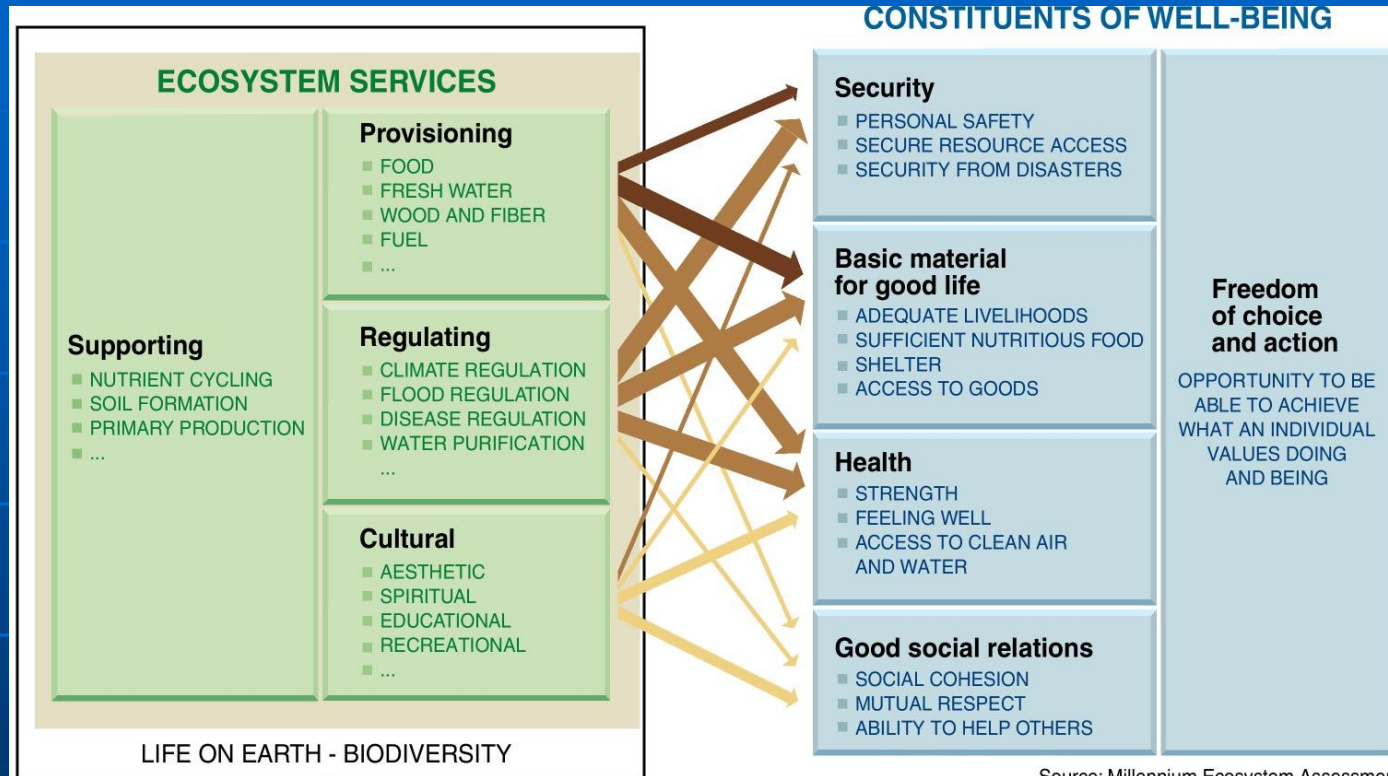 CONSTITUENTS OF WELL-BEING
ECOSYSTEM SERVICES
Supporting
NUTRIENT CYCLING
SOIL FORMATION
PRIMARY PRODUCTION
...
Provisioning
FOOD
FRESH WATER
WOOD AND FIBER
FUEL
...
Regulating
CLIMATE REGULATION
FLOOD REGULATION
DISEASE REGULATION
WATER PURIFICATION
...
Cultural
AESTHETIC
SPIRITUAL
EDUCATIONAL
RECREATIONAL
...
LIFE ON EARTH - BIODIVERSITY
Security
PERSONAL SAFETY
SECURE RESOURCE ACCESS
SECURITY FROM DISASTERS
Basic material
for good life
ADEQUATE LIVELIHOODS
SUFFICIENT NUTRITIOUS FOOD
SHELTER
ACCESS TO GOODS
Health
STRENGTH
FEELING WELL
ACCESS TO CLEAN AIR
AND WATER
Good social relations
SOCIAL COHESION
MUTUAL RESPECT
ABILITY TO HELP OTHERS
Freedom
of choice
and action
OPPORTUNITY TO BE
ABLE TO ACHIEVE
WHAT AN INDIVIDUAL
VALUES DOING
AND BEING
Source: Millennium Ecosystem